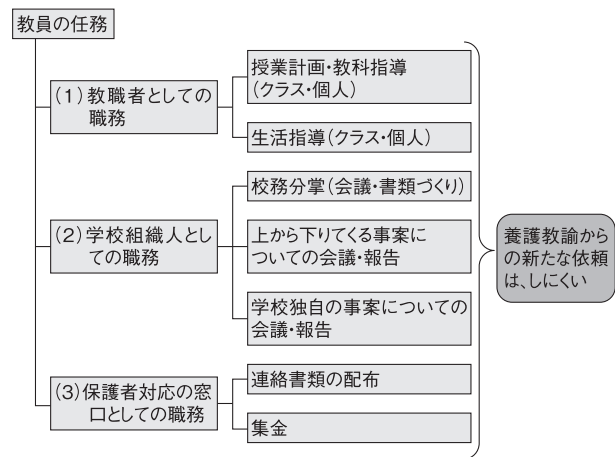 教員の任務
(1)教職者としての
職務
授業計画・教科指導
(クラス・個人)
生活指導(クラス・個人)
(2)学校組織人とし
ての職務
校務分掌(会議・書類づくり)
上から下りてくる事案に
ついての会議・報告
学校独自の事案についての
会議・報告
(3)保護者対応の窓
口としての職務
連絡書類の配布
集金
養護教諭から
の新たな依頼
は、しにくい